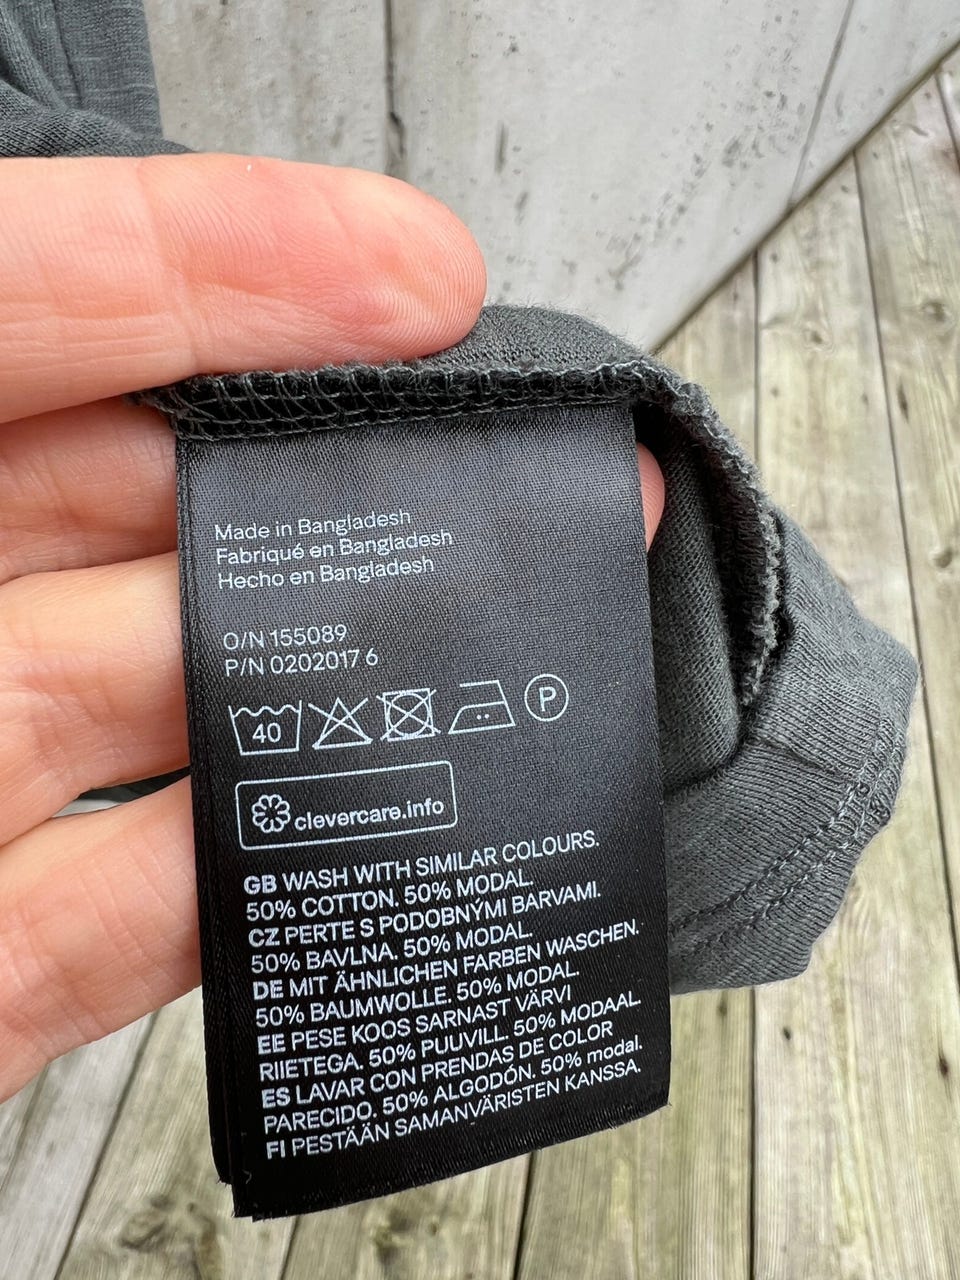 Made in Bangladesh
Fabriqué en Bangladesh
Hecho en Bangladesh
O/N 155089
P/N 0202017 6
40 P
clevercare.info
GB WASH WITH SIMILAR COLOURS.
50% COTTON. 50% MODAL.
CZ PERTE S PODOBNÝMI BARVAMI.
50% BAVLNA. 50% MODAL.
DE MIT ÄHNLICHEN FARBEN WASCHEN.
50% BAUMWOLLE. 50% MODAL.
EE PESE KOOS SARNAST VÄRVI
RIIETEGA. 50% PUUVILL. 50% MODAAL.
ES LAVAR CON PRENDAS DE COLOR
PARECIDO. 50% ALGODÓN. 50% modal.
FI PESTÄÄN SAMANVÄRISTEN KANSSA.